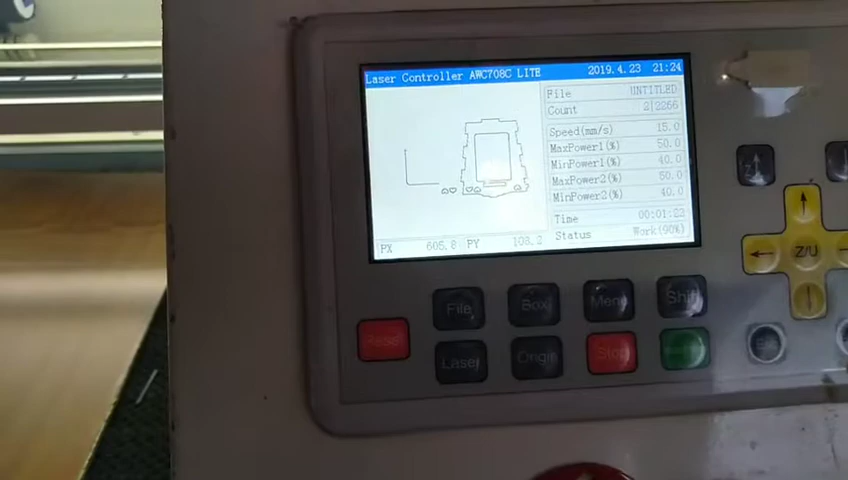 Laser Controller AWC708C LITE 2019.4.23 21:24
File UNTITLED
Count 2|2266
Speed(mm/s) 15.0
MaxPower1(%) 50.0
MinPower1(%) 40.0
MaxPower2(%) 50.0
MinPower2(%) 40.0
Time 00:01:22
PX 605.8 PY 108.2
Status Work(90%)
File Box Menu Shift
Reset Laser Origin Stop
Z/U